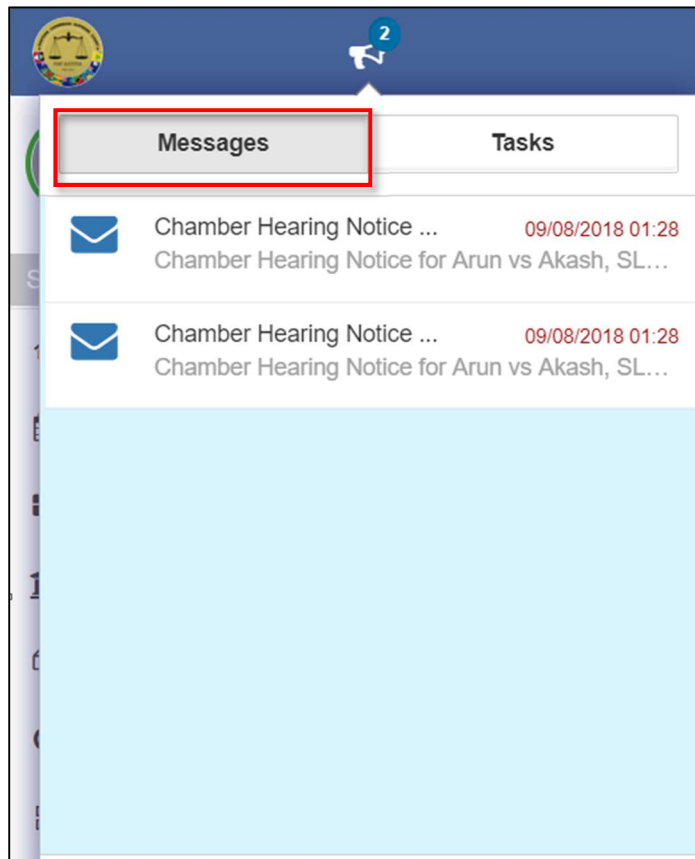 2
Messages Tasks
Chamber Hearing Notice ... 09/08/2018 01:28
Chamber Hearing Notice for Arun vs Akash, SL...
Chamber Hearing Notice ... 09/08/2018 01:28
Chamber Hearing Notice for Arun vs Akash, SL...